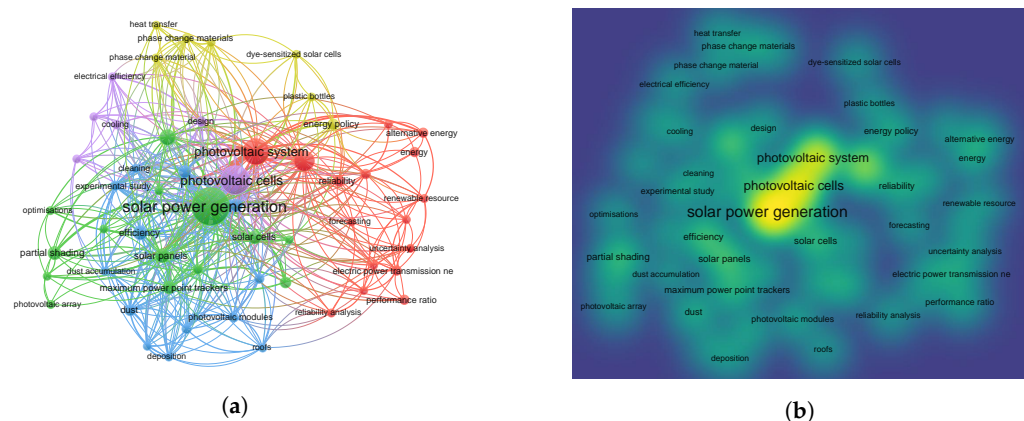 heat transfer
phase change materials
phase change material
dye-sanitized solar cells
electrical efficiency
plastic bottles
cooling
design
energy policy
alternative energy
photovoltaic system
energy
cleaning
photovoltaic cells
reliability
experimental study
renewable resource
optimisations
solar power generation
forecasting
efficiency
solar cells
partial shading
solar panels
uncertainty analysis
dust accumulation
electric power transmission ne
maximum power point trackers
photovoltaic array
dust
photovoltaic modules
reliability analysis
performance ratio
deposition
roofs
(a)
heat transfer
phase change materials
phase change material
dye-sensitized solar cells
electrical efficiency
plastic bottles
cooling
design
energy policy
alternative energy
photovoltaic system
energy
cleaning
photovoltaic cells
reliability
experimental study
renewable resource
optimisations
solar power generation
forecasting
efficiency
solar cells
partial shading
solar panels
uncertainty analysis
dust accumulation
electric power transmission ne
maximum power point trackers
photovoltaic array
dust
photovoltaic modules
reliability analysis
performance ratio
deposition
roofs
(b)